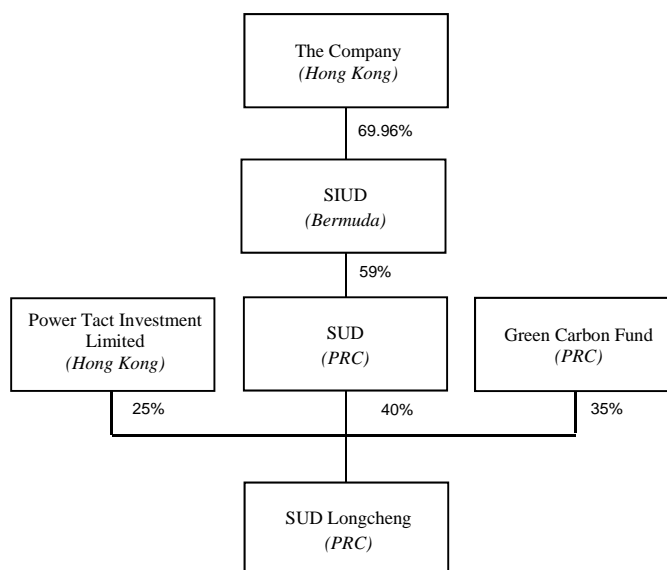 The Company
(Hong Kong)
69.96%
SIUD
(Bermuda)
59%
Power Tact Investment
Limited
(Hong Kong)
SUD
(PRC)
Green Carbon Fund
(PRC)
25%
40%
35%
SUD Longcheng
(PRC)